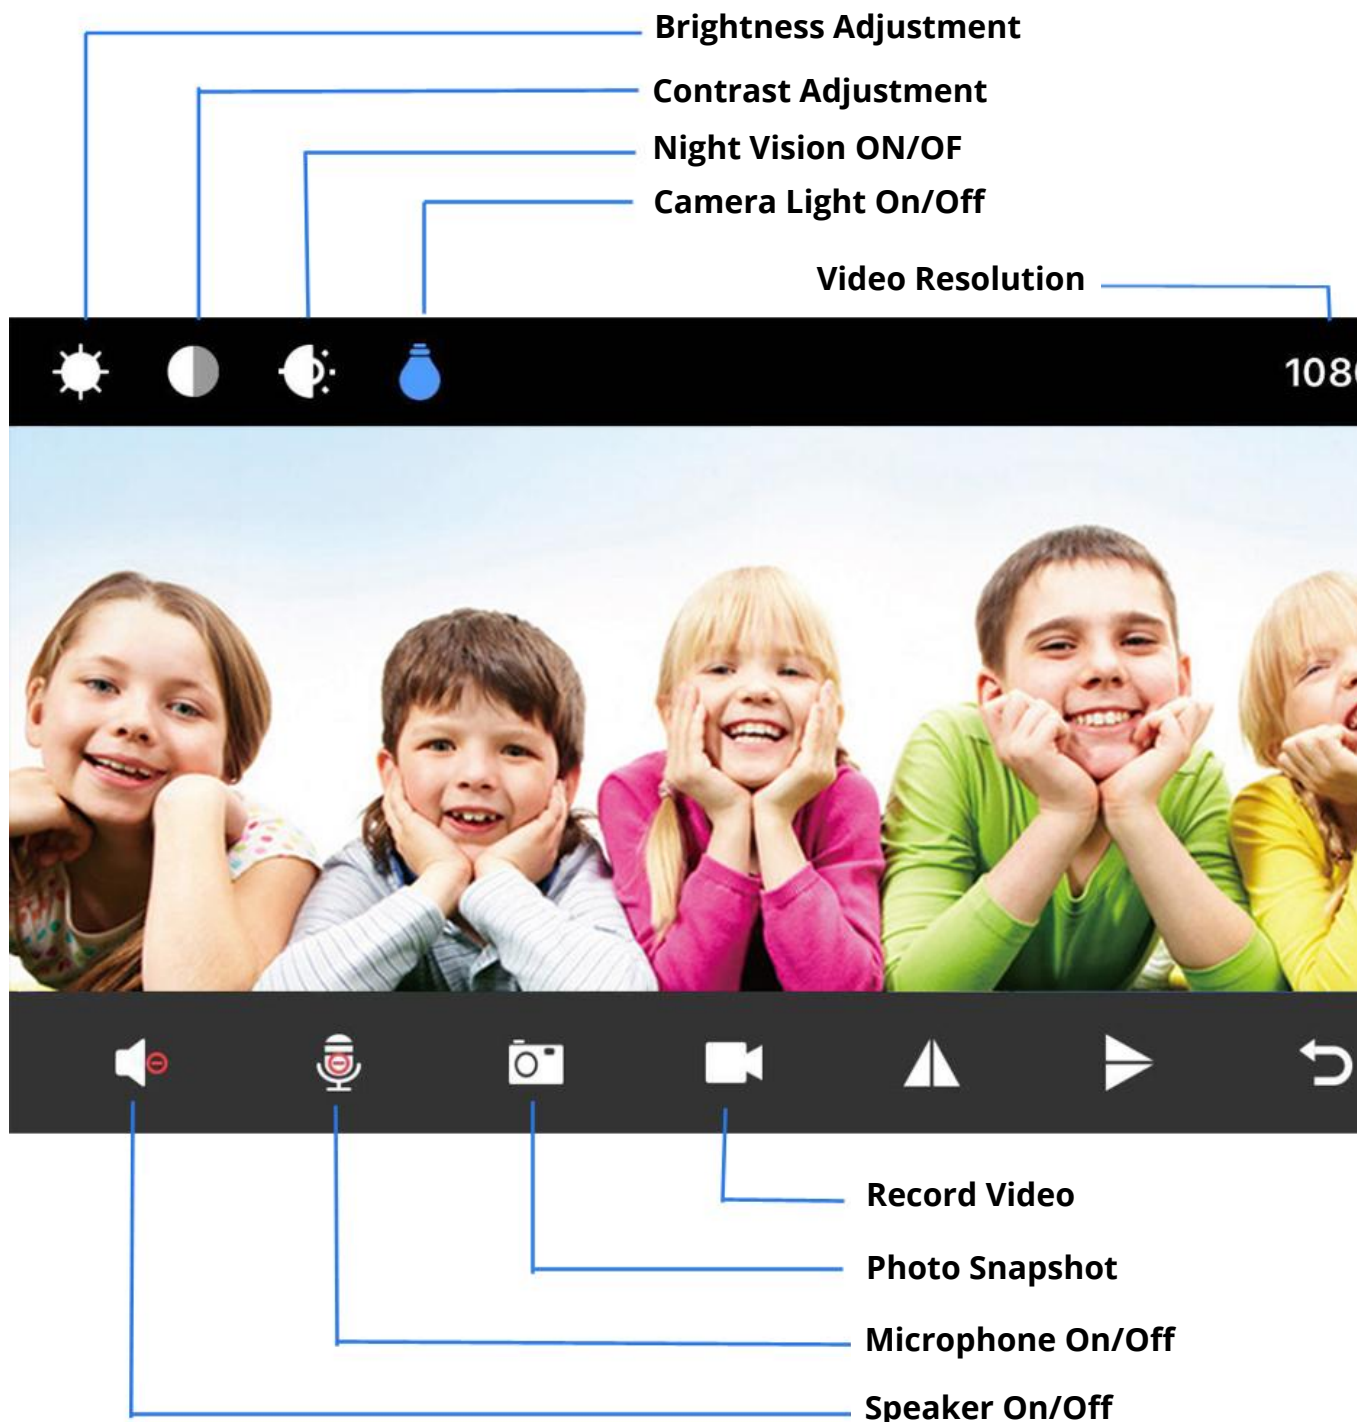 Brightness Adjustment
Contrast Adjustment
Night Vision ON/OF
Camera Light On/Off
Video Resolution
108
Record Video
Photo Snapshot
Microphone On/Off
Speaker On/Off